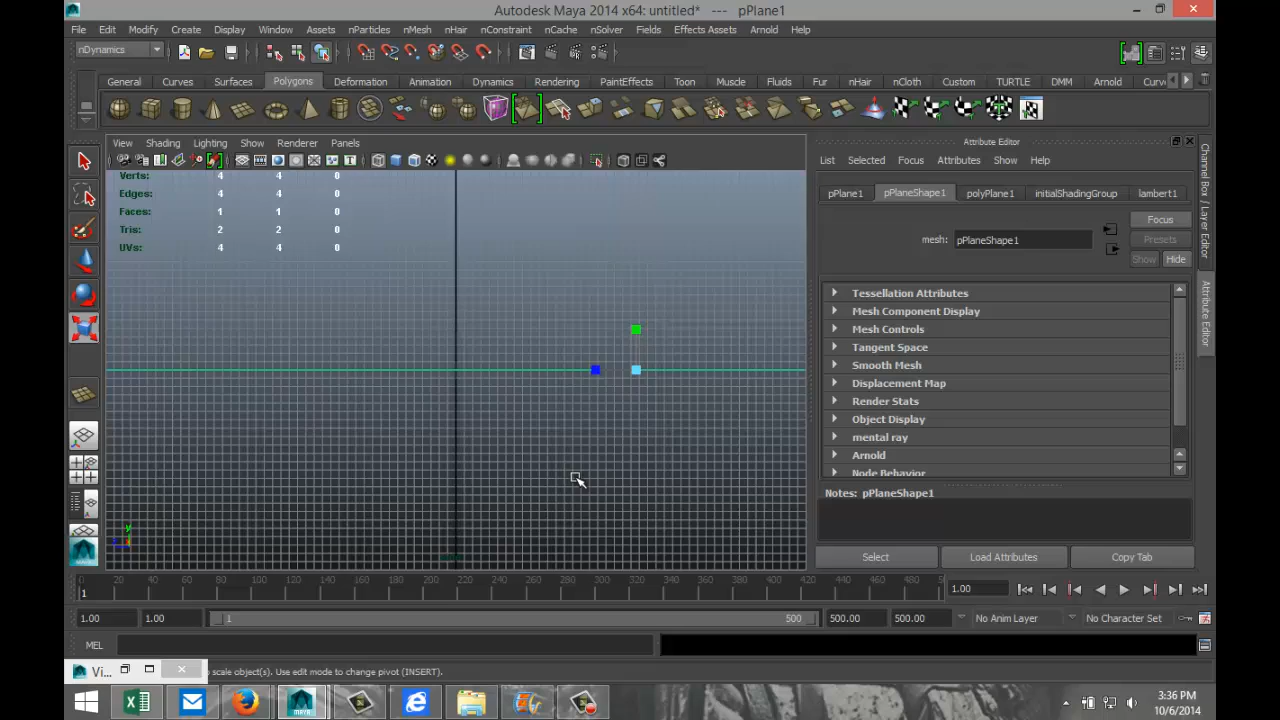 Autodesk Maya 2014 x64: untitled* --- pPlane1
File Edit Modify Create Display Window Assets nParticles nMesh nHair nConstraint nCache nSolver Fields Effects Assets Arnold Help
nDynamics
General Curves Surfaces Polygons Deformation Animation Dynamics Rendering PaintEffects Toon Muscle Fluids Fur nHair nCloth Custom TURTLE DMM Arnold Curv
View Shading Lighting Show Renderer Panels
Verts: 4 4 0
Edges: 4 4 0
Faces: 1 1 0
Tris: 2 2 0
UVs: 4 4 0
y
Attribute Editor
List Selected Focus Attributes Show Help
pPlane1 pPlaneShape1 polyPlane1 initialShadingGroup lambert1
Focus
mesh: pPlaneShape1
Presets
Show Hide
Tessellation Attributes
Mesh Component Display
Mesh Controls
Tangent Space
Smooth Mesh
Displacement Map
Render Stats
Object Display
mental ray
Arnold
Node Behavior
Notes: pPlaneShape1
Select Load Attributes Copy Tab
Channel Box / Layer Editor
Attribute Editor
20 40 60 80 100 120 140 160 180 200 220 240 260 280 300 320 340 360 380 400 420 440 460 480
1
1.00
1.00 1.00 1 500 500.00 500.00 No Anim Layer No Character Set
MEL
Vi... to scale object(s). Use edit mode to change pivot (INSERT).
3:36 PM
10/6/2014